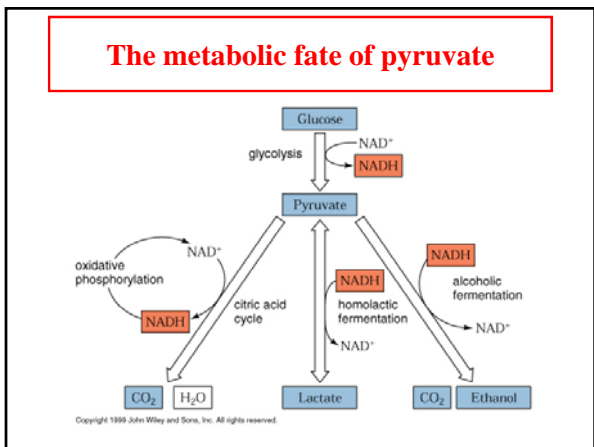 The metabolic fate of pyruvate
Glucose
glycolysis
NAD⁺
NADH
Pyruvate
oxidative
phosphorylation
NAD⁺
NADH
citric acid
cycle
NADH
homolactic
fermentation
NAD⁺
NADH
alcoholic
fermentation
NAD⁺
CO₂
H₂O
Lactate
CO₂
Ethanol
Copyright 1999 John Wiley and Sons, Inc. All rights reserved.